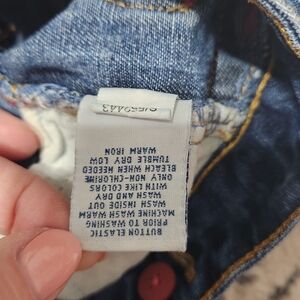 BUTTON ELASTIC
PRIOR TO WASHING
MACHINE WASH WARM
WASH INSIDE OUT
WASH AND DRY
WITH LIKE COLORS
ONLY NON-CHLORINE
BLEACH WHEN NEEDED
TUMBLE DRY LOW
WARM IRON